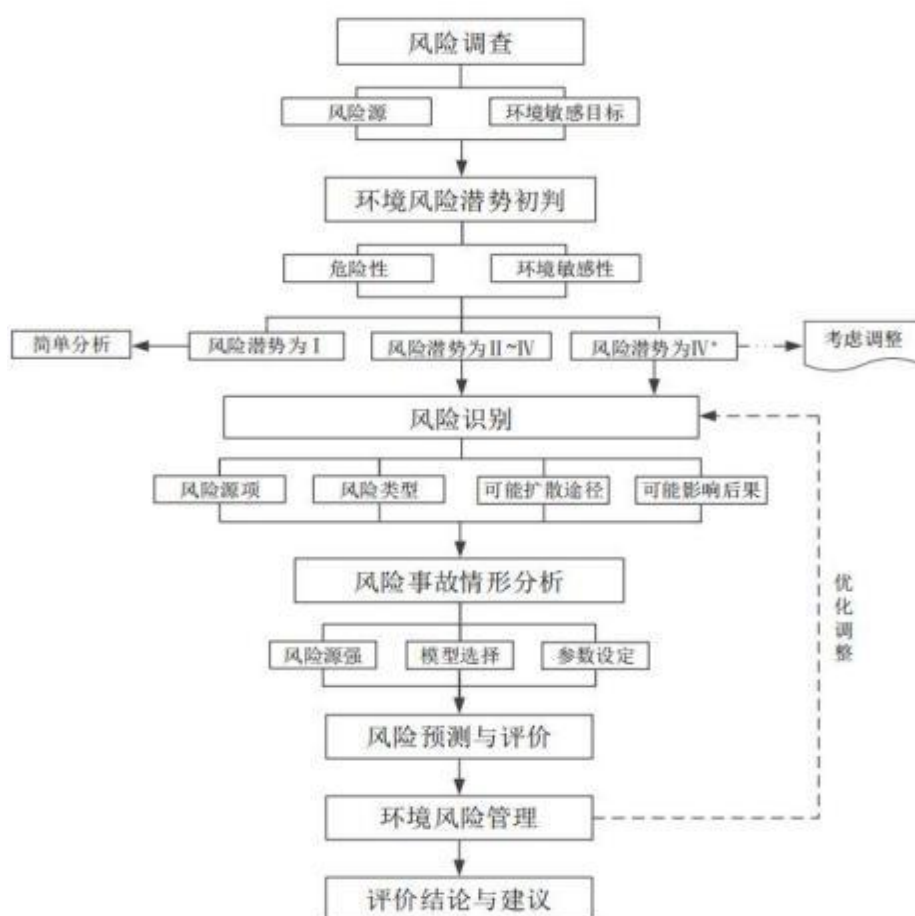 风险调查
风险源
环境敏感目标
环境风险潜势初判
危险性
环境敏感性
简单分析
风险潜势为Ⅰ
风险潜势为Ⅱ~Ⅳ
风险潜势为Ⅳ+
考虑调整
风险识别
风险源项
风险类型
可能扩散途径
可能影响后果
风险事故情形分析
优化调整
风险源强
模型选择
参数设定
风险预测与评价
环境风险管理
评价结论与建议